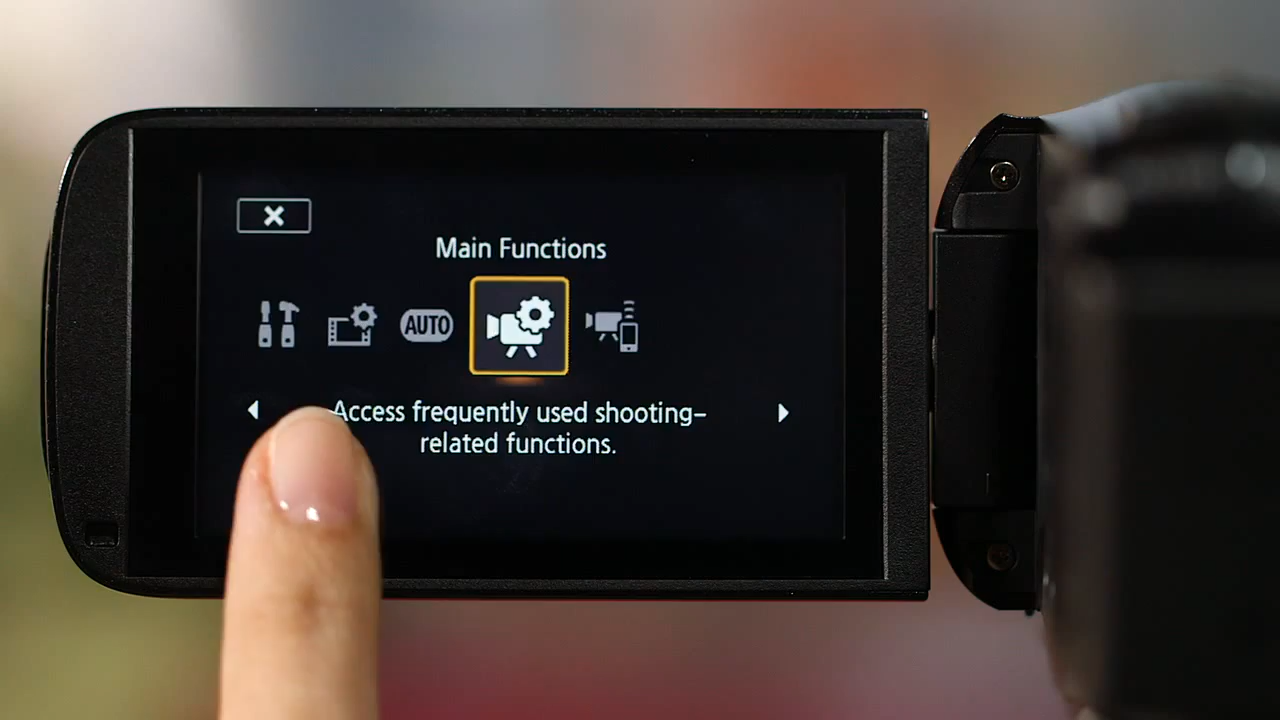 Main Functions
AUTO
Access frequently used shooting–
related functions.